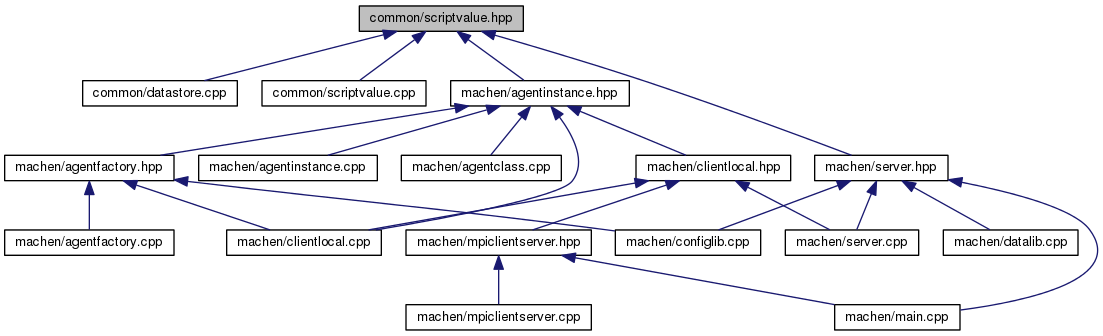 common/scriptvalue.hpp
common/datastore.cpp
common/scriptvalue.cpp
machen/agentinstance.hpp
machen/agentfactory.hpp
machen/agentinstance.cpp
machen/agentclass.cpp
machen/clientlocal.hpp
machen/server.hpp
machen/agentfactory.cpp
machen/clientlocal.cpp
machen/mpiclientserver.hpp
machen/configlib.cpp
machen/server.cpp
machen/datalib.cpp
machen/mpiclientserver.cpp
machen/main.cpp